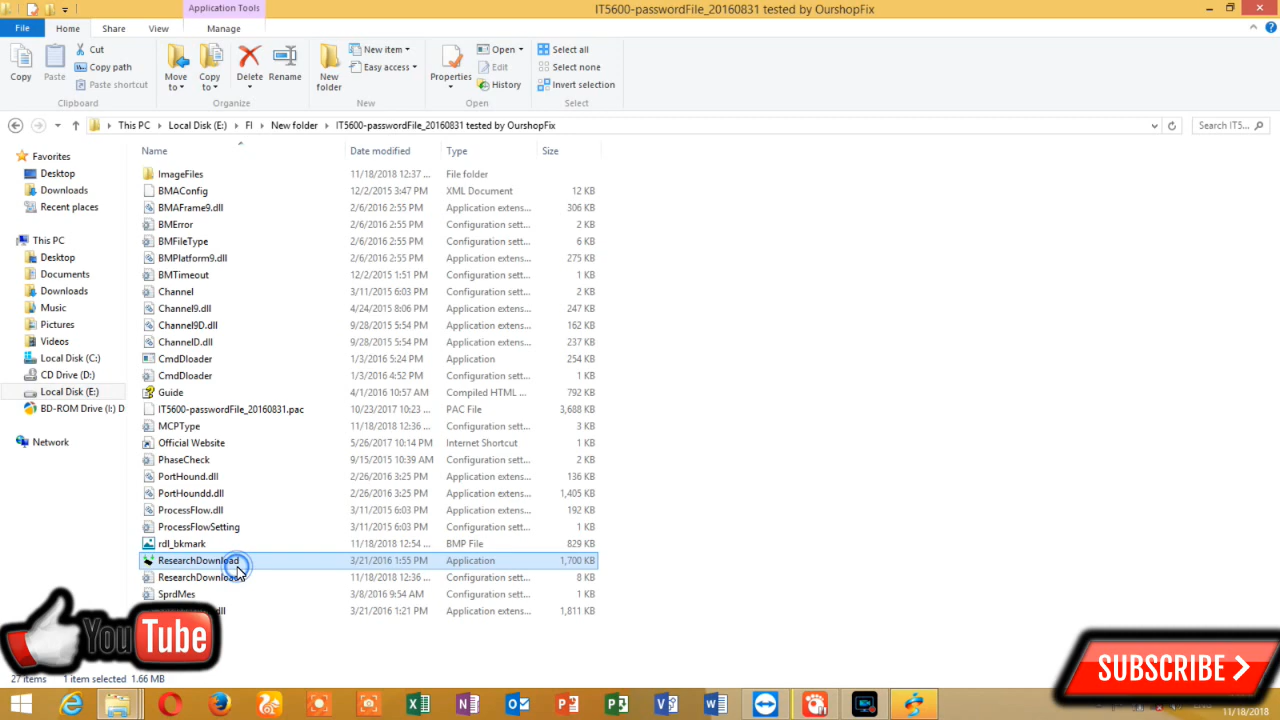 Application Tools
IT5600-passwordFile_20160831 tested by OurshopFix
File Home Share View Manage
Copy
Paste
Cut
Copy path
Paste shortcut
Clipboard
Move to
Copy to
Delete
Rename
Organize
New folder
New item
Easy access
New
Properties
Open
Edit
History
Open
Select all
Select none
Invert selection
Select
This PC Local Disk (E:) FI New folder IT5600-passwordFile_20160831 tested by OurshopFix
Search IT5...
Favorites
Desktop
Downloads
Recent places
This PC
Desktop
Documents
Downloads
Music
Pictures
Videos
Local Disk (C:)
CD Drive (D:)
Local Disk (E:)
BD-ROM Drive (I:) D
Network
Name Date modified Type Size
ImageFiles 11/18/2018 12:37 ... File folder
BMAConfig 12/2/2015 3:47 PM XML Document 12 KB
BMAFrame9.dll 2/6/2016 2:55 PM Application extens... 306 KB
BMError 2/6/2016 2:55 PM Configuration sett... 2 KB
BMFileType 2/6/2016 2:55 PM Configuration sett... 6 KB
BMPlatform9.dll 2/6/2016 2:55 PM Application extens... 275 KB
BMTimeout 12/2/2015 1:51 PM Configuration sett... 1 KB
Channel 3/11/2015 6:03 PM Configuration sett... 2 KB
Channel9.dll 4/24/2015 8:06 PM Application extens... 247 KB
Channel9D.dll 9/28/2015 5:54 PM Application extens... 162 KB
ChannelD.dll 9/28/2015 5:54 PM Application extens... 237 KB
CmdDloader 1/3/2016 5:24 PM Application 254 KB
CmdDloader 1/3/2016 4:52 PM Configuration sett... 1 KB
Guide 4/1/2016 10:57 AM Compiled HTML ... 792 KB
IT5600-passwordFile_20160831.pac 10/23/2017 10:23 ... PAC File 3,688 KB
MCPType 11/18/2018 12:36 ... Configuration sett... 3 KB
Official Website 5/26/2017 10:14 PM Internet Shortcut 1 KB
PhaseCheck 9/15/2015 10:39 AM Configuration sett... 1 KB
PortHound.dll 2/26/2016 3:25 PM Application extens... 136 KB
PortHoundd.dll 2/26/2016 3:25 PM Application extens... 1,405 KB
ProcessFlow.dll 3/11/2015 6:03 PM Application extens... 192 KB
ProcessFlowSetting 3/11/2015 6:03 PM Configuration sett... 1 KB
rdl_bkmark 11/18/2018 12:54 ... BMP File 829 KB
ResearchDownload 3/21/2016 1:55 PM Application 1,700 KB
ResearchDownload 11/18/2018 12:36 ... Configuration sett... 8 KB
SprdMes 3/8/2016 9:54 AM Configuration sett... 1 KB
.dll 3/21/2016 1:21 PM Application extens... 1,811 KB
YouTube
SUBSCRIBE
27 items 1 item selected 1.66 MB
11/18/2018